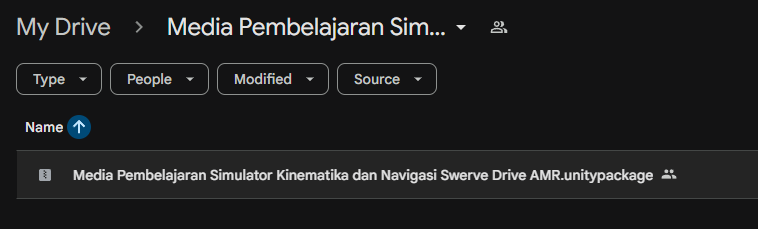 My Drive > Media Pembelajaran Sim...
Type People Modified Source
Name
Media Pembelajaran Simulator Kinematika dan Navigasi Swerve Drive AMR.unitypackage